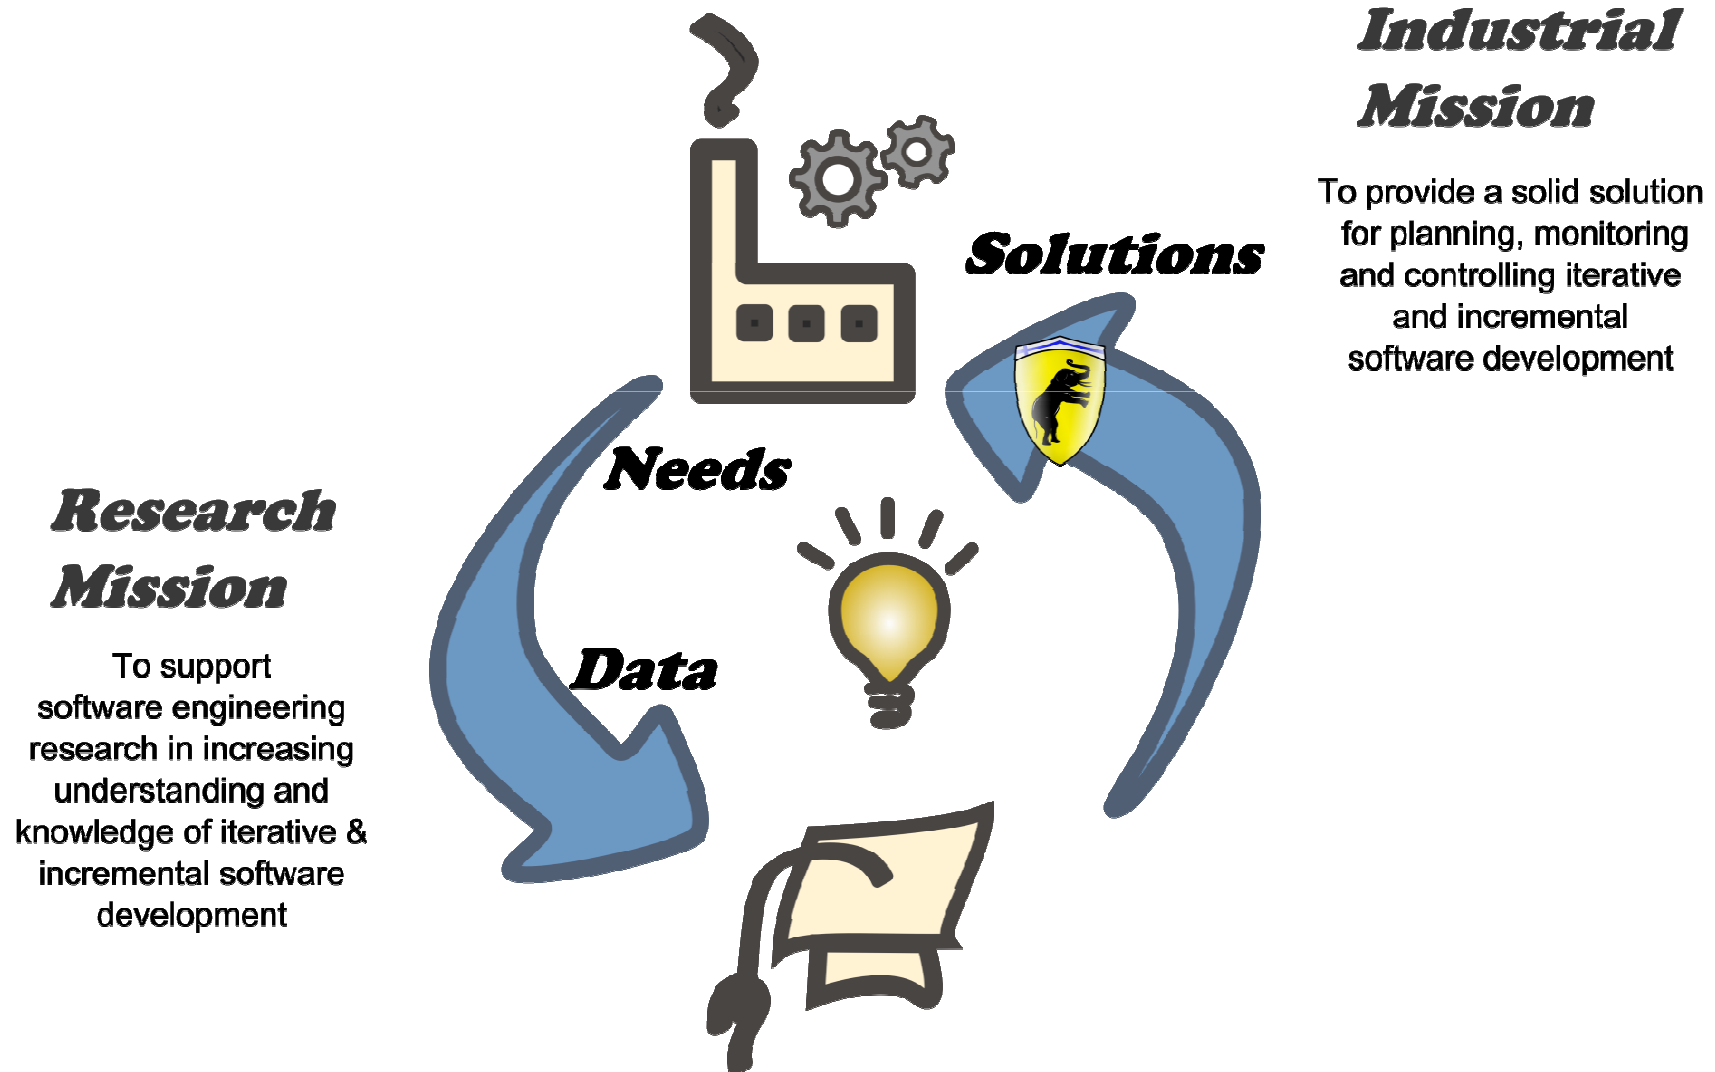 Industrial
Mission
To provide a solid solution
for planning, monitoring
and controlling iterative
and incremental
software development
Solutions
Needs
Data
Research
Mission
To support
software engineering
research in increasing
understanding and
knowledge of iterative &
incremental software
development